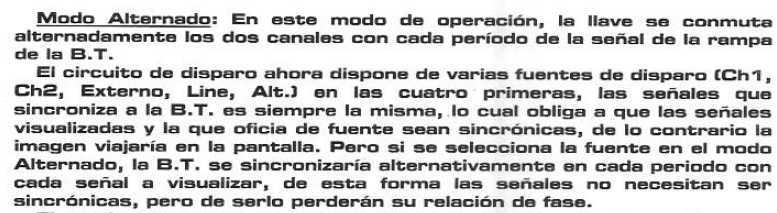 Modo Alternado: En este modo de operación, la llave se conmuta
alternadamente los dos canales con cada período de la señal de la rampa
de la B.T.
El circuito de disparo ahora dispone de varias fuentes de disparo (Ch1,
Ch2, Externo, Line, Alt.) en las cuatro primeras, las señales que
sincroniza a la B.T. es siempre la misma, lo cual obliga a que las señales
visualizadas y la que oficia de fuente sean sincrónicas, de lo contrario la
imagen viajaría en la pantalla. Pero si se selecciona la fuente en el modo
Alternado, la B.T. se sincronizaría alternativamente en cada periodo con
cada señal a visualizar, de esta forma las señales no necesitan ser
sincrónicas, pero de serlo perderán su relación de fase.